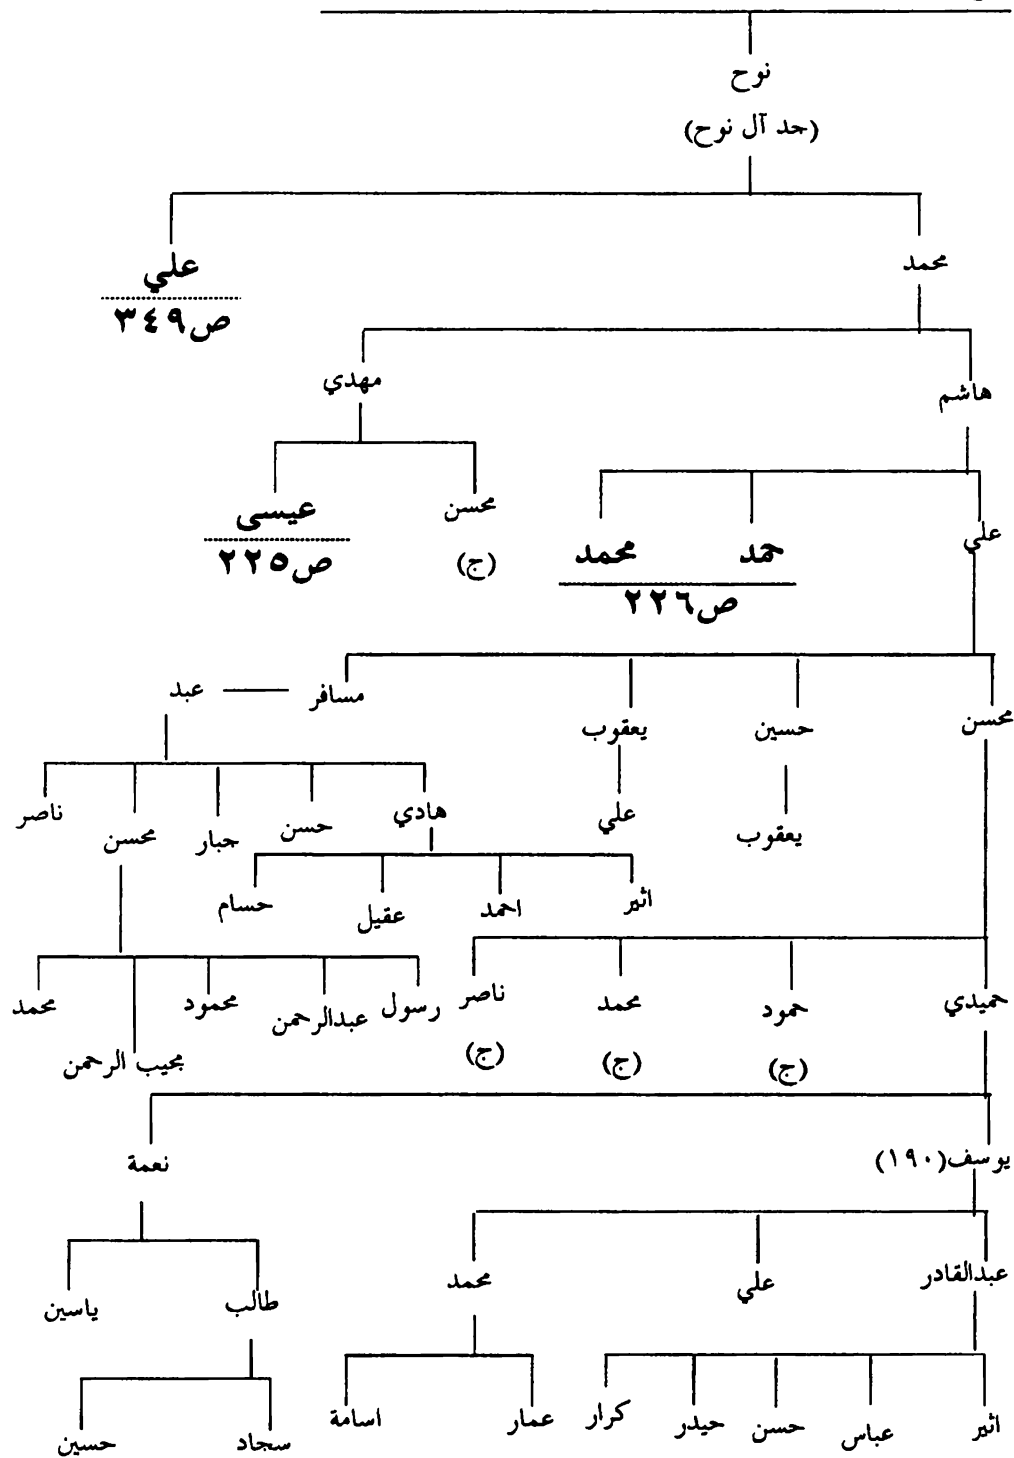 نوح
(جد آل نوح)
محمد
علي
ص٣٤٩
مهدي
هاشم
محسن
(ج)
عيسى
ص٢٢٥
علي
حمد
محمد
ص٢٢٦
محسن
حسين
يعقوب
مسافر
عبد
يعقوب
علي
هادي
حسن
جبار
محسن
ناصر
اثير
احمد
عقيل
حسام
حميدي
حمود
(ج)
محمد
(ج)
ناصر
(ج)
رسول
عبدالرحمن
محمود
مجيب الرحمن
محمد
يوسف(١٩٠)
نعمة
عبدالقادر
علي
محمد
طالب
ياسين
اثير
عباس
حسن
حيدر
كرار
عمار
اسامة
سجاد
حسين